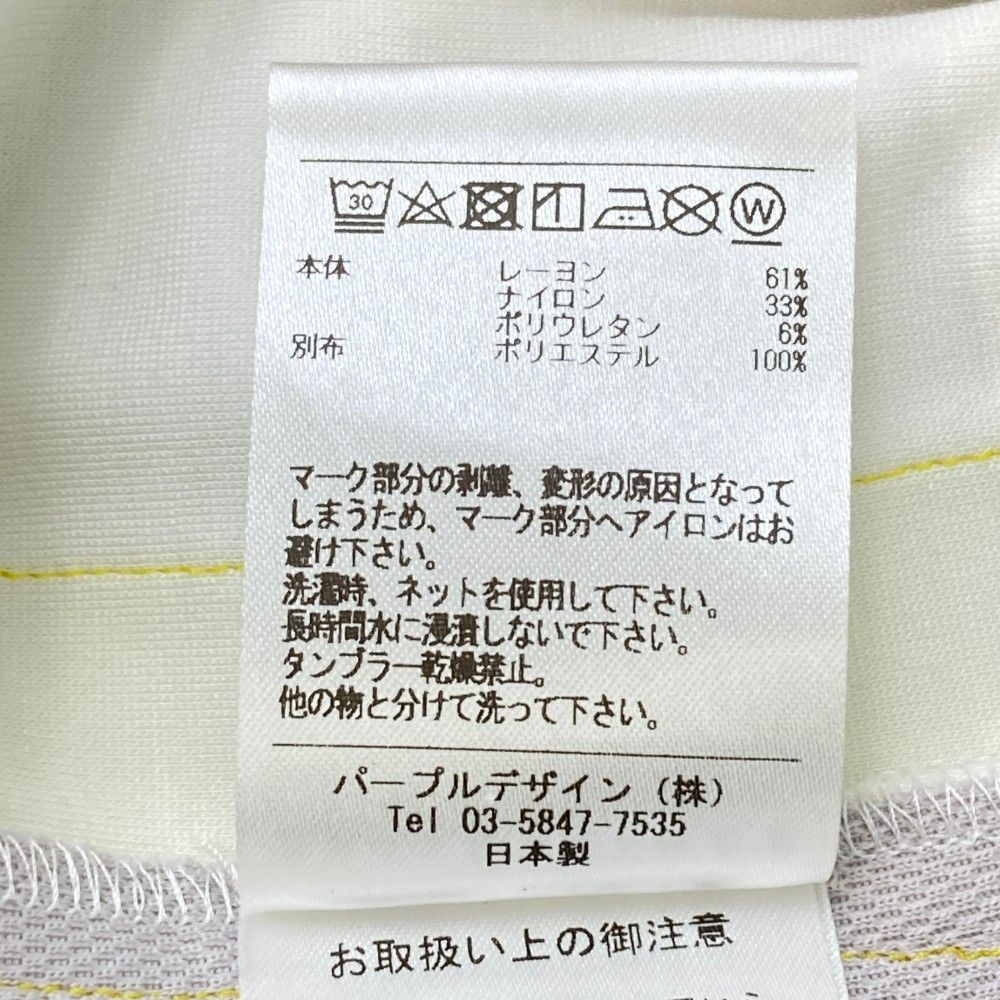 30
W
本体 レーヨン 61%
ナイロン 33%
ポリウレタン 6%
別布 ポリエステル 100%
マーク部分の剥離、変形の原因となって
しまうため、マーク部分へアイロンはお
避け下さい。
洗濯時、ネットを使用して下さい。
長時間水に浸漬しないで下さい。
タンブラー乾燥禁止。
他の物と分けて洗って下さい。
パープルデザイン(株)
Tel 03-5847-7535
日本製
お取扱い上の御注意